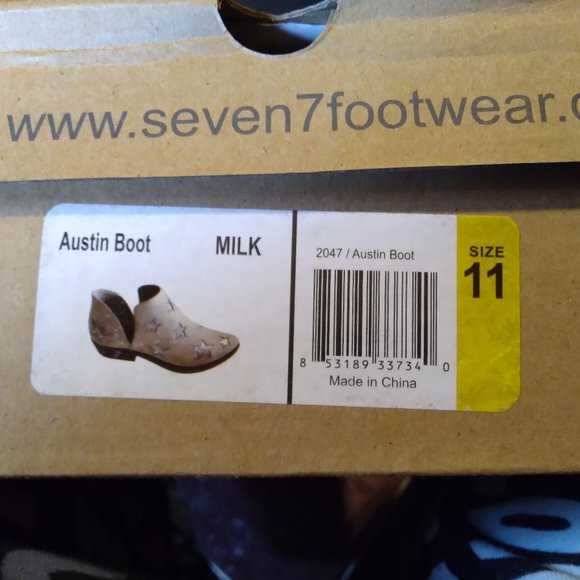 www.seven7footwear.c
Austin Boot MILK
2047 / Austin Boot
8 53189 33734 0
Made in China
SIZE
11